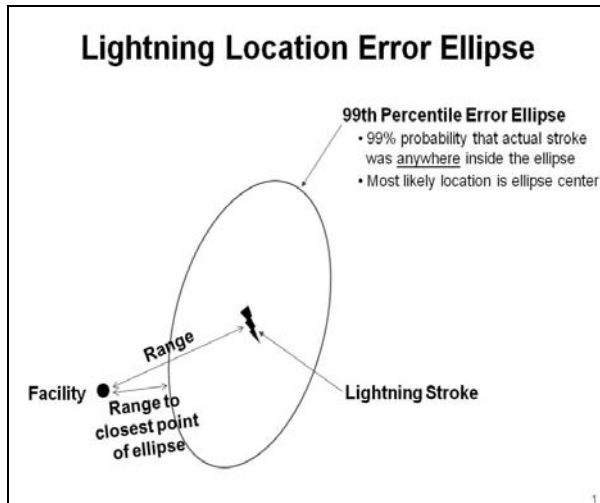 Lightning Location Error Ellipse
99th Percentile Error Ellipse
• 99% probability that actual stroke
was anywhere inside the ellipse
• Most likely location is ellipse center
Range
Facility
Range to
closest point
of ellipse
Lightning Stroke
1